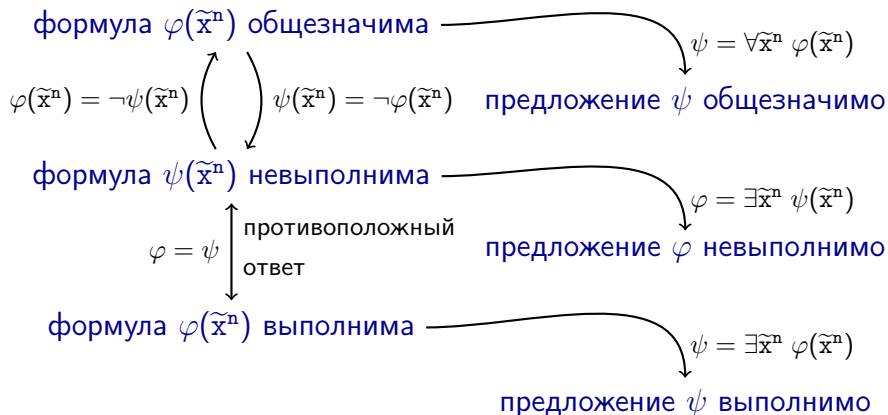 формула φ(x̃ⁿ) общезначима
ψ = ∀x̃ⁿ φ(x̃ⁿ)
φ(x̃ⁿ) = ¬ψ(x̃ⁿ)
ψ(x̃ⁿ) = ¬φ(x̃ⁿ)
предложение ψ общезначимо
формула ψ(x̃ⁿ) невыполнима
φ = ∃x̃ⁿ ψ(x̃ⁿ)
φ = ψ
противоположный
ответ
предложение φ невыполнимо
формула φ(x̃ⁿ) выполнима
ψ = ∃x̃ⁿ φ(x̃ⁿ)
предложение ψ выполнимо